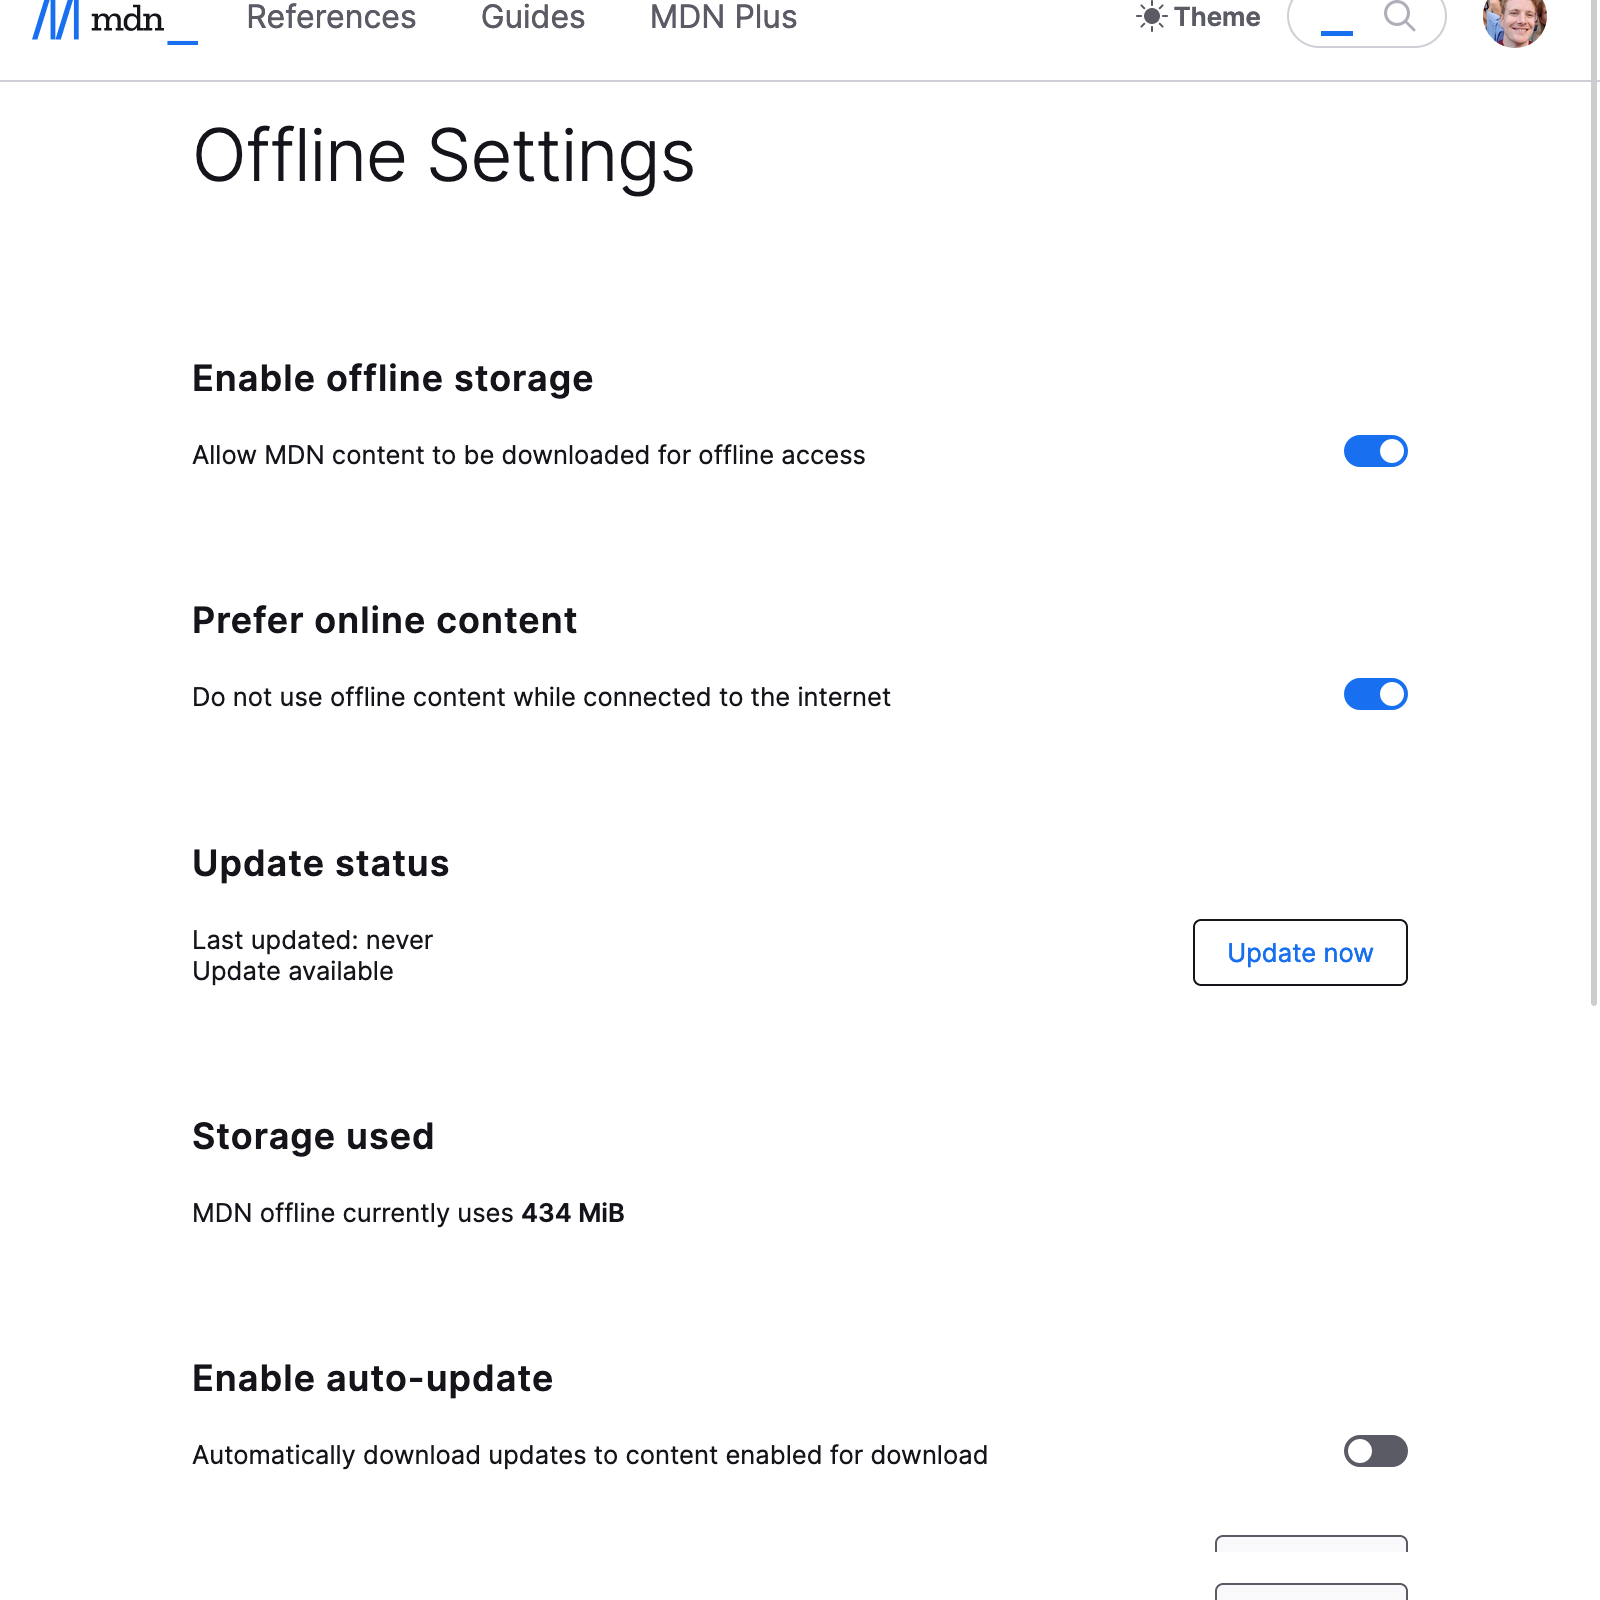 mdn_
References
Guides
MDN Plus
Theme
Offline Settings
Enable offline storage
Allow MDN content to be downloaded for offline access
Prefer online content
Do not use offline content while connected to the internet
Update status
Last updated: never
Update available
Update now
Storage used
MDN offline currently uses 434 MiB
Enable auto-update
Automatically download updates to content enabled for download